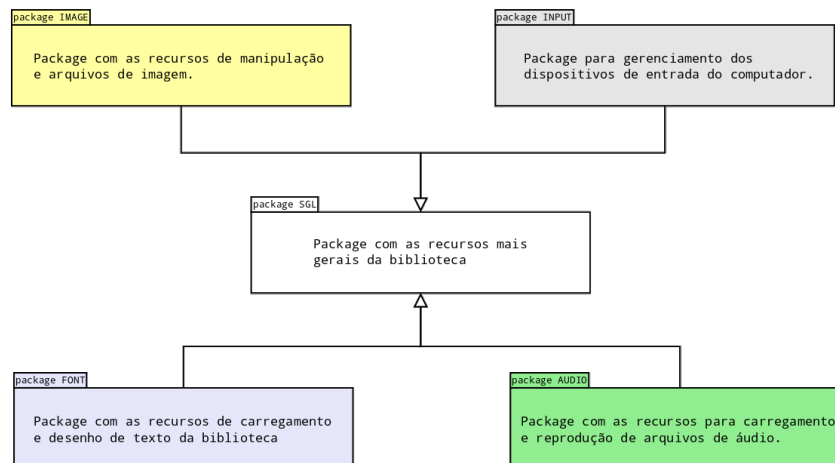 package IMAGE
Package com as recursos de manipulação
e arquivos de imagem.
package INPUT
Package para gerenciamento dos
dispositivos de entrada do computador.
package SGL
Package com as recursos mais
gerais da biblioteca
package FONT
Package com as recursos de carregamento
e desenho de texto da biblioteca
package AUDIO
Package com as recursos para carregamento
e reprodução de arquivos de áudio.